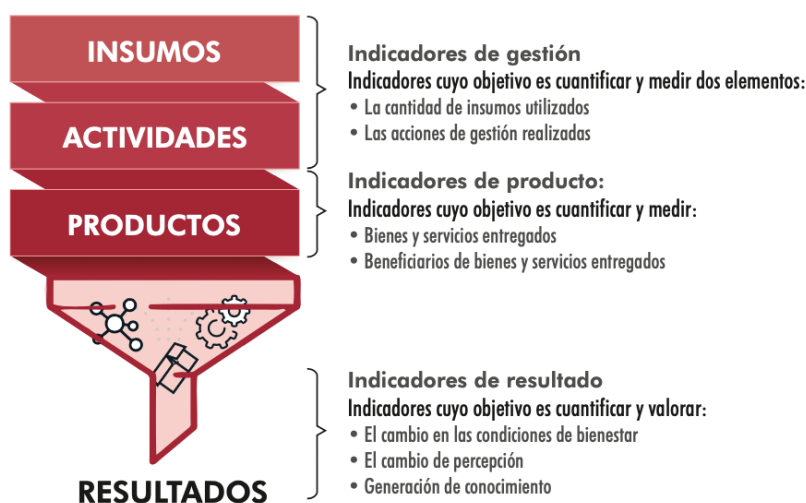 INSUMOS
Indicadores de gestión
Indicadores cuyo objetivo es cuantificar y medir dos elementos:
• La cantidad de insumos utilizados
ACTIVIDADES
• Las acciones de gestión realizadas
Indicadores de producto:
Indicadores cuyo objetivo es cuantificar y medir:
PRODUCTOS
• Bienes y servicios entregados
• Beneficiarios de bienes y servicios entregados
Indicadores de resultado
Indicadores cuyo objetivo es cuantificar y valorar:
• El cambio en las condiciones de bienestar
• El cambio de percepción
• Generación de conocimiento
RESULTADOS